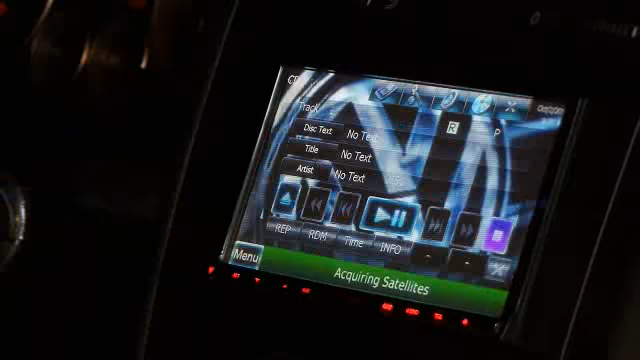 Track
R
P
Disc Text No Text
Title No Text
Artist No Text
REP RDM Time INFO
Menu
Acquiring Satellites